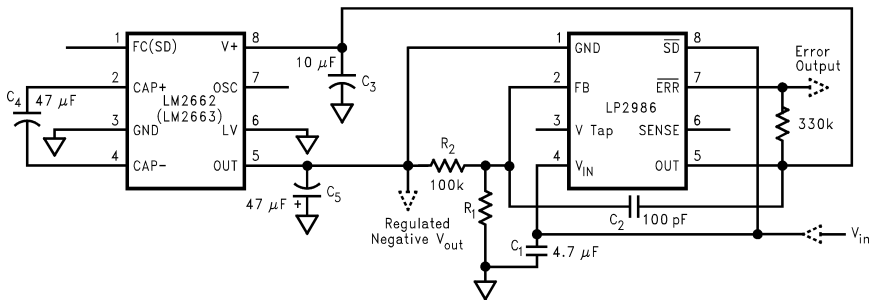 1 FC(SD) V+ 8
2 CAP+ OSC 7
LM2662
(LM2663)
3 GND LV 6
4 CAP- OUT 5
C4 47 μF
10 μF C3
47 μF + C5
Regulated
Negative Vout
R2
100k
R1
C1 4.7 μF
C2 100 pF
1 GND SD 8
2 FB ERR 7
LP2986
3 V Tap SENSE 6
4 VIN OUT 5
Error
Output
330k
Vin